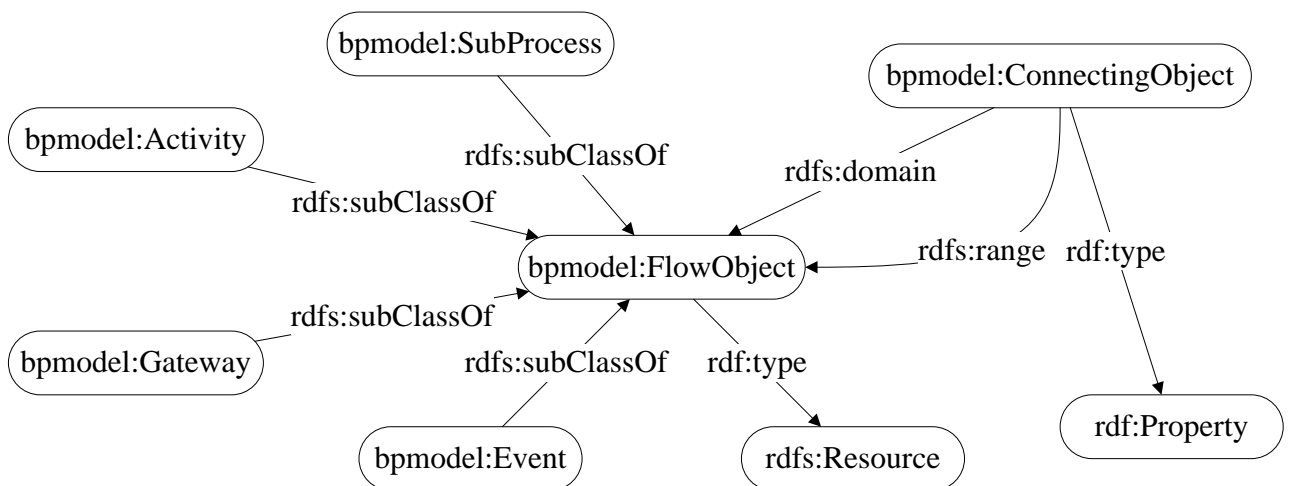 bpmodel:SubProcess
bpmodel:ConnectingObject
bpmodel:Activity
rdfs:subClassOf
rdfs:domain
rdfs:subClassOf
rdfs:range
rdf:type
bpmodel:FlowObject
rdfs:subClassOf
bpmodel:Gateway
rdfs:subClassOf
rdf:type
rdf:Property
bpmodel:Event
rdfs:Resource